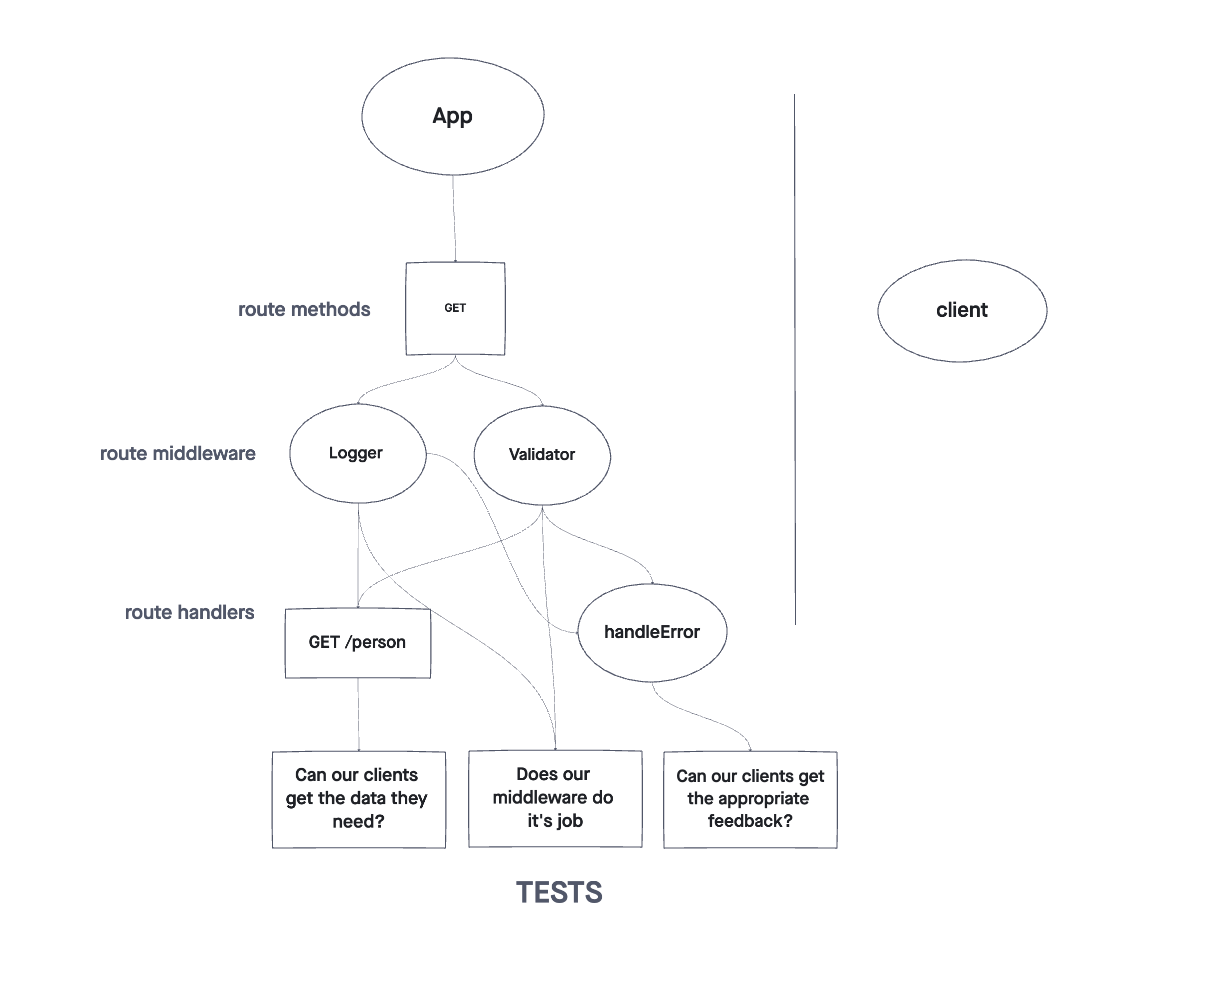 App
route methods
GET
client
route middleware
Logger
Validator
route handlers
GET /person
handleError
Can our clients
get the data they
need?
Does our
middleware do
it's job
Can our clients get
the appropriate
feedback?
TESTS